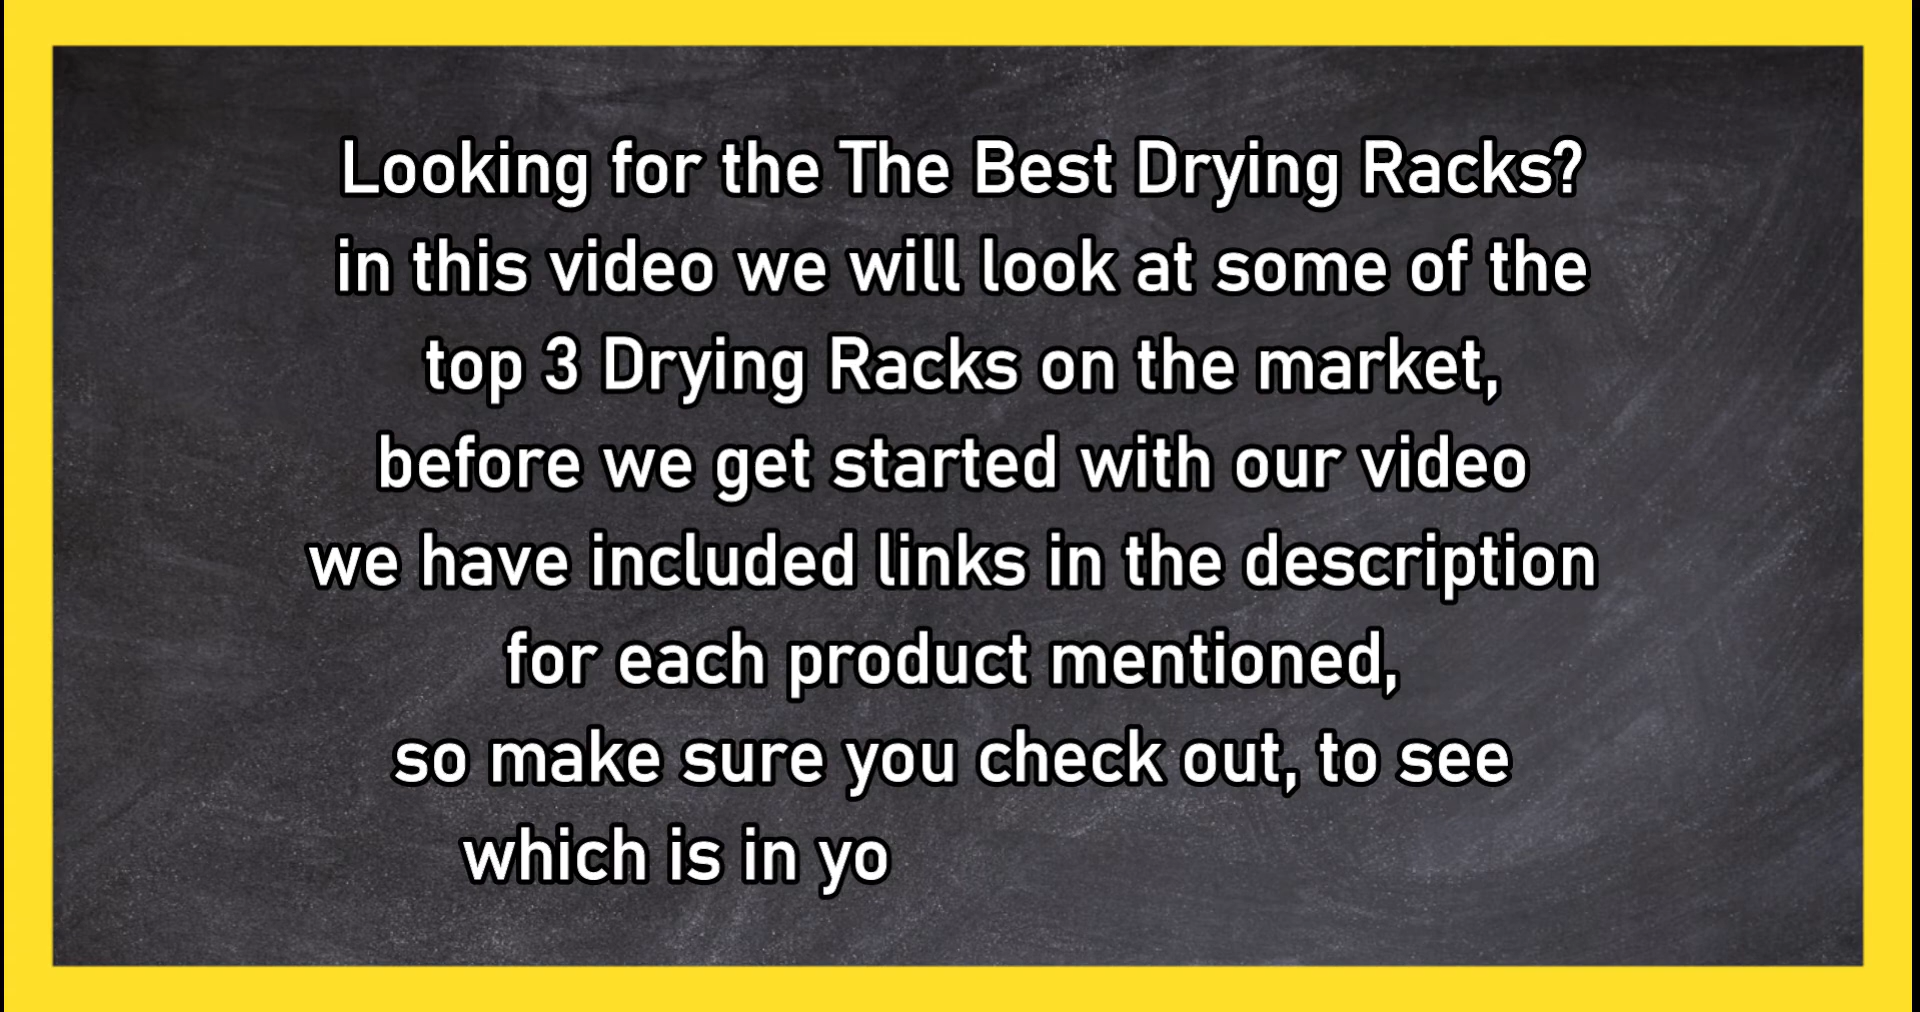 Looking for the The Best Drying Racks?
in this video we will look at some of the
top 3 Drying Racks on the market,
before we get started with our video
we have included links in the description
for each product mentioned,
so make sure you check out, to see
which is in yo